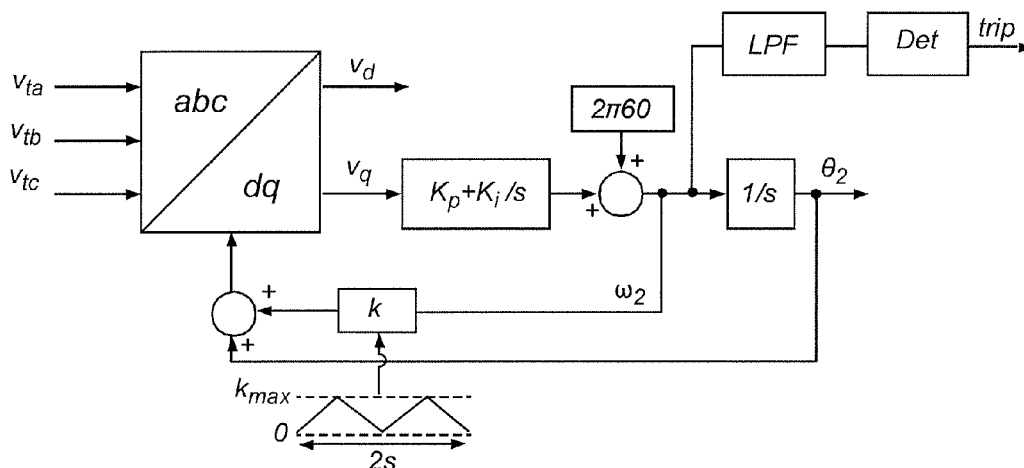 LPF
Det
trip
v_ta
v_tb
v_tc
abc
dq
v_d
v_q
2π60
K_p+K_i/s
+
+
1/s
θ_2
ω_2
k
+
+
k_max
0
2s